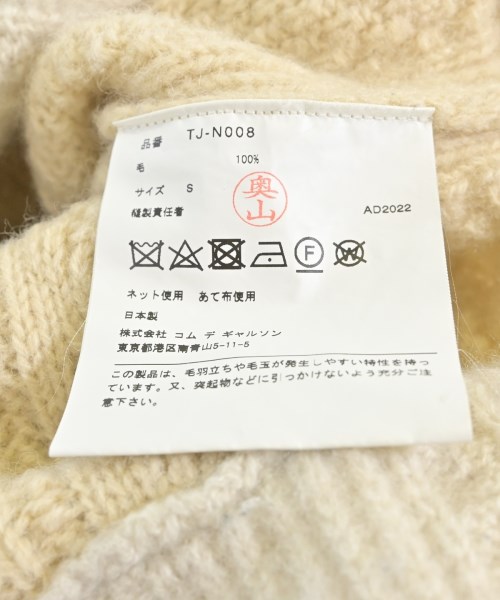 品番 TJ-N008
毛 100%
サイズ S
縫製責任者 奥山 AD2022
F W
ネット使用 あて布使用
日本製
株式会社 コム デ ギャルソン
東京都港区南青山5-11-5
この製品は、毛羽立ちや毛玉が発生しやすい特性を持っ
ています。又、突起物などに引っかけないよう充分ご注
意下さい。